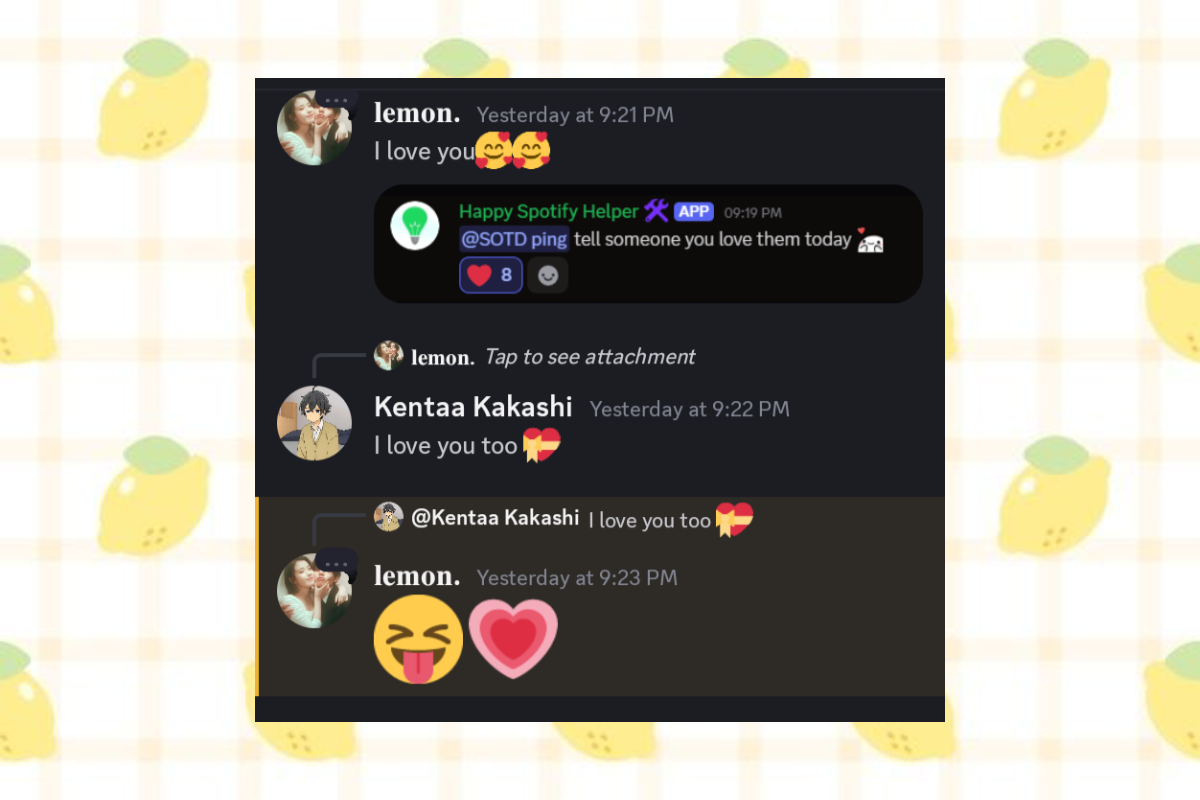 lemon. Yesterday at 9:21 PM
I love you🥰🥰
Happy Spotify Helper 🛠 APP 09:19 PM
@SOTD ping tell someone you love them today
❤️ 8
lemon. Tap to see attachment
Kentaa Kakashi Yesterday at 9:22 PM
I love you too 💝
@Kentaa Kakashi I love you too 💝
lemon. Yesterday at 9:23 PM
😝💗